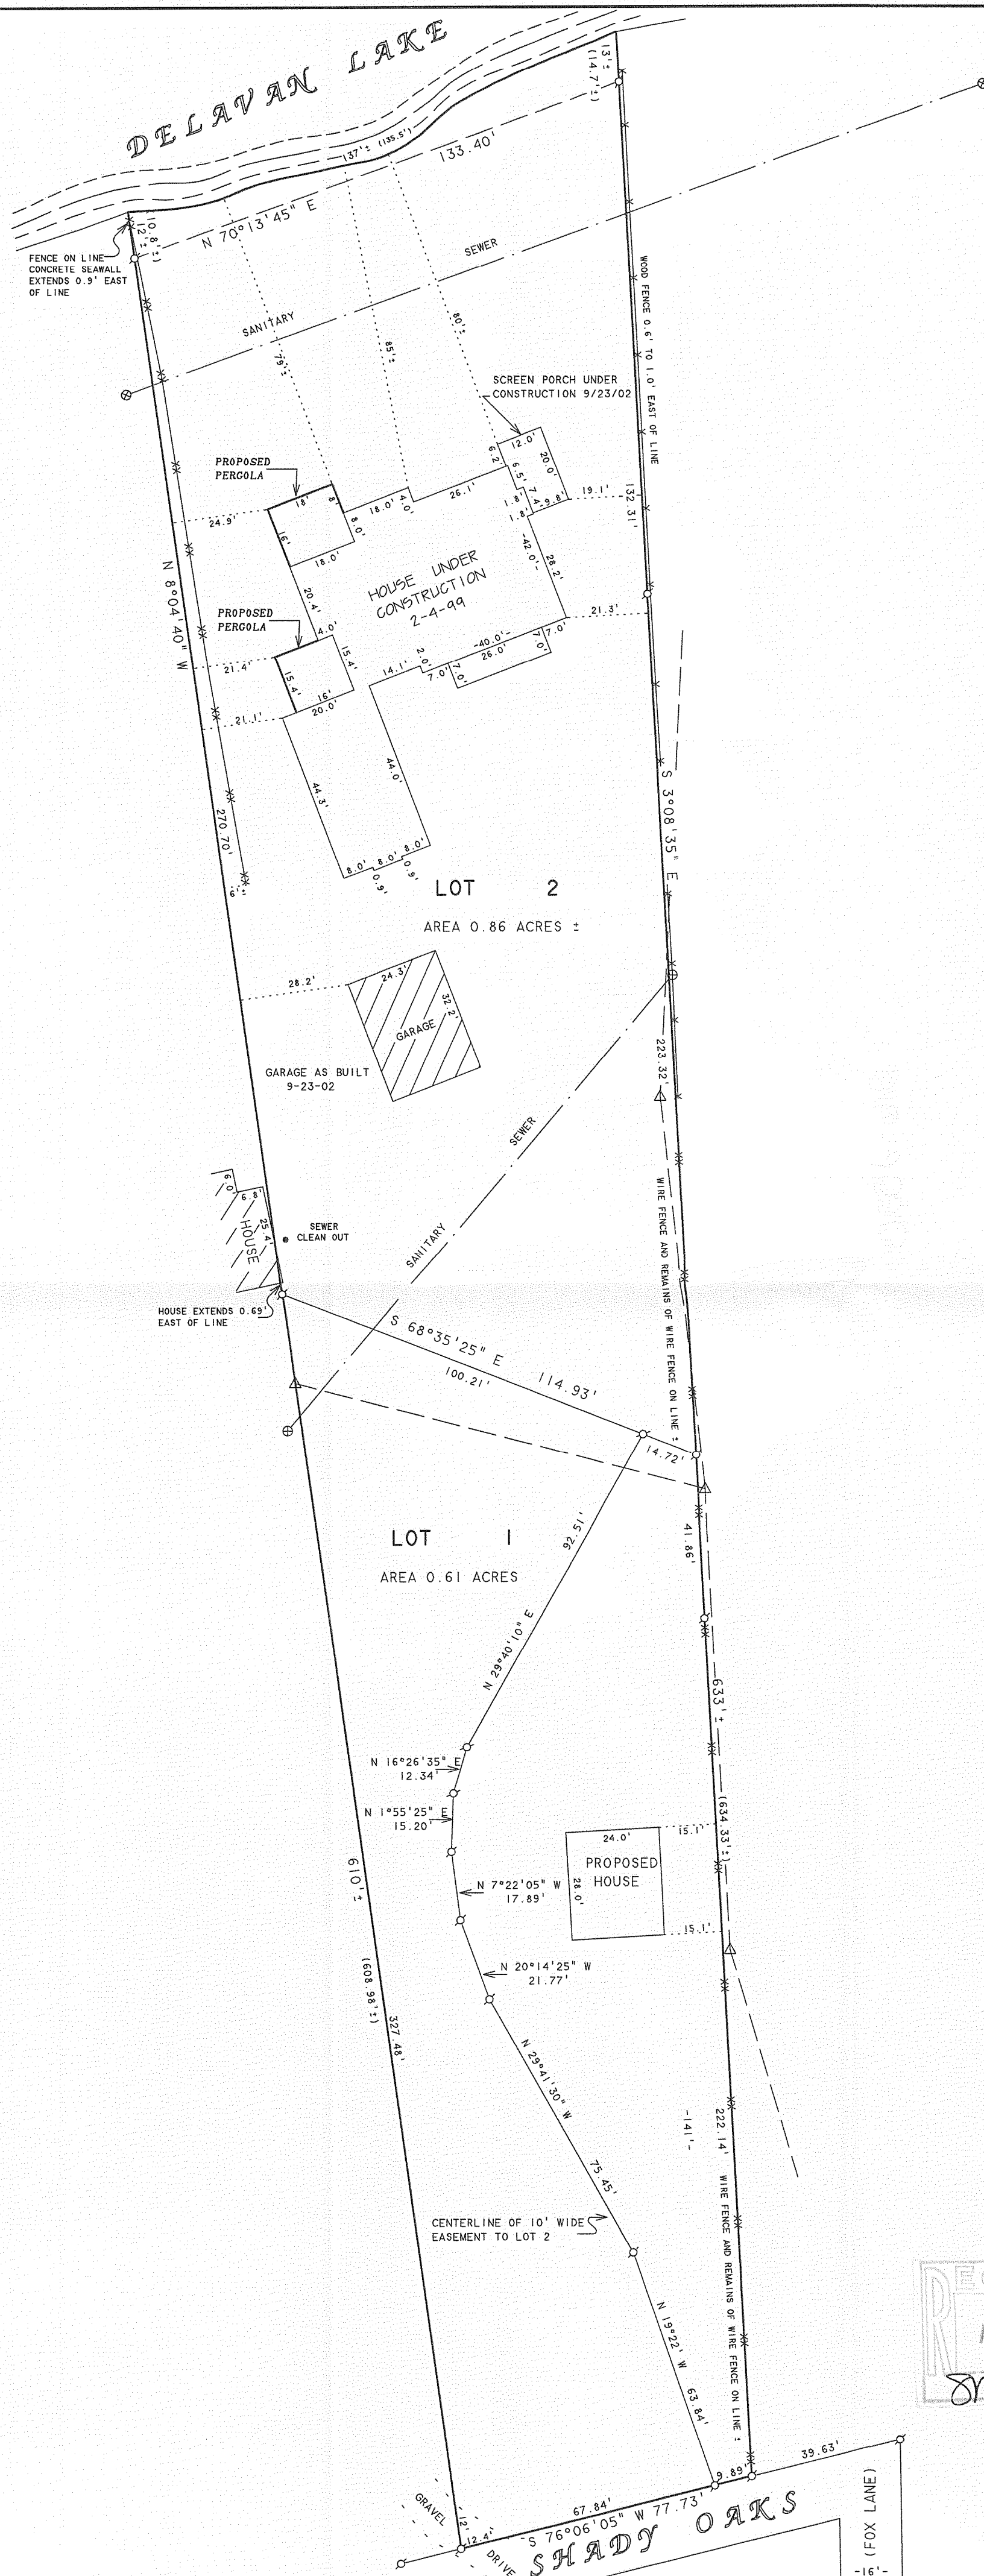 DELAVAN LAKE
13'±
(14.7'±)
137'± (135.5')
133.40'
N 70°13'45" E
10.8'±)
12'±
FENCE ON LINE
CONCRETE SEAWALL
EXTENDS 0.9' EAST
OF LINE
SANITARY SEWER
WOOD FENCE 0.6' TO 1.0' EAST OF LINE
79'±
85'±
80'±
SCREEN PORCH UNDER
CONSTRUCTION 9/23/02
12.0'
20.0'
6.2'
6.5'
1.8'
1.8'
9.8'
19.1'
132.31'
PROPOSED
PERGOLA
18'
8'
16'
18.0'
8.0'
18.0'
4.0'
26.1'
24.9'
N 8°04'40" W
HOUSE UNDER
CONSTRUCTION
2-4-99
-42.0'-
28.2'
21.3'
20.4'
PROPOSED
PERGOLA
4.0'
15.4'
15.4'
16'
20.0'
21.4'
21.1'
14.1'
2.0'
7.0'
7.0'
-40.0'-
26.0'
7.0'
7.0'
44.3'
44.0'
8.0'
8.0'
8.0'
0.9'
0.9'
270.70'
6'±
S 3°08'35" E
LOT 2
AREA 0.86 ACRES ±
28.2'
24.3'
32.2'
GARAGE
GARAGE AS BUILT
9-23-02
223.32'
SANITARY SEWER
WIRE FENCE AND REMAINS OF WIRE FENCE ON LINE ±
6.0'
6.8'
25.4'
HOUSE
SEWER
CLEAN OUT
HOUSE EXTENDS 0.69'
EAST OF LINE
S 68°35'25" E 114.93'
100.21'
14.72'
41.86'
92.51'
N 29°40'10" E
LOT 1
AREA 0.61 ACRES
633'±
(634.33'±)
N 16°26'35" E
12.34'
N 1°55'25" E
15.20'
N 7°22'05" W
17.89'
N 20°14'25" W
21.77'
24.0'
28.0'
PROPOSED
HOUSE
15.1'
15.1'
610'±
(608.98'±)
327.48'
N 29°41'30" W
75.45'
-141'-
222.14'
WIRE FENCE AND REMAINS OF WIRE FENCE ON LINE ±
CENTERLINE OF 10' WIDE
EASEMENT TO LOT 2
N 19°22' W
63.84'
9.89'
39.63'
67.84'
S 76°06'05" W 77.73'
GRAVEL
DRIVE
12'
12.4'
SHADY OAKS
(FOX LANE)
-16'-